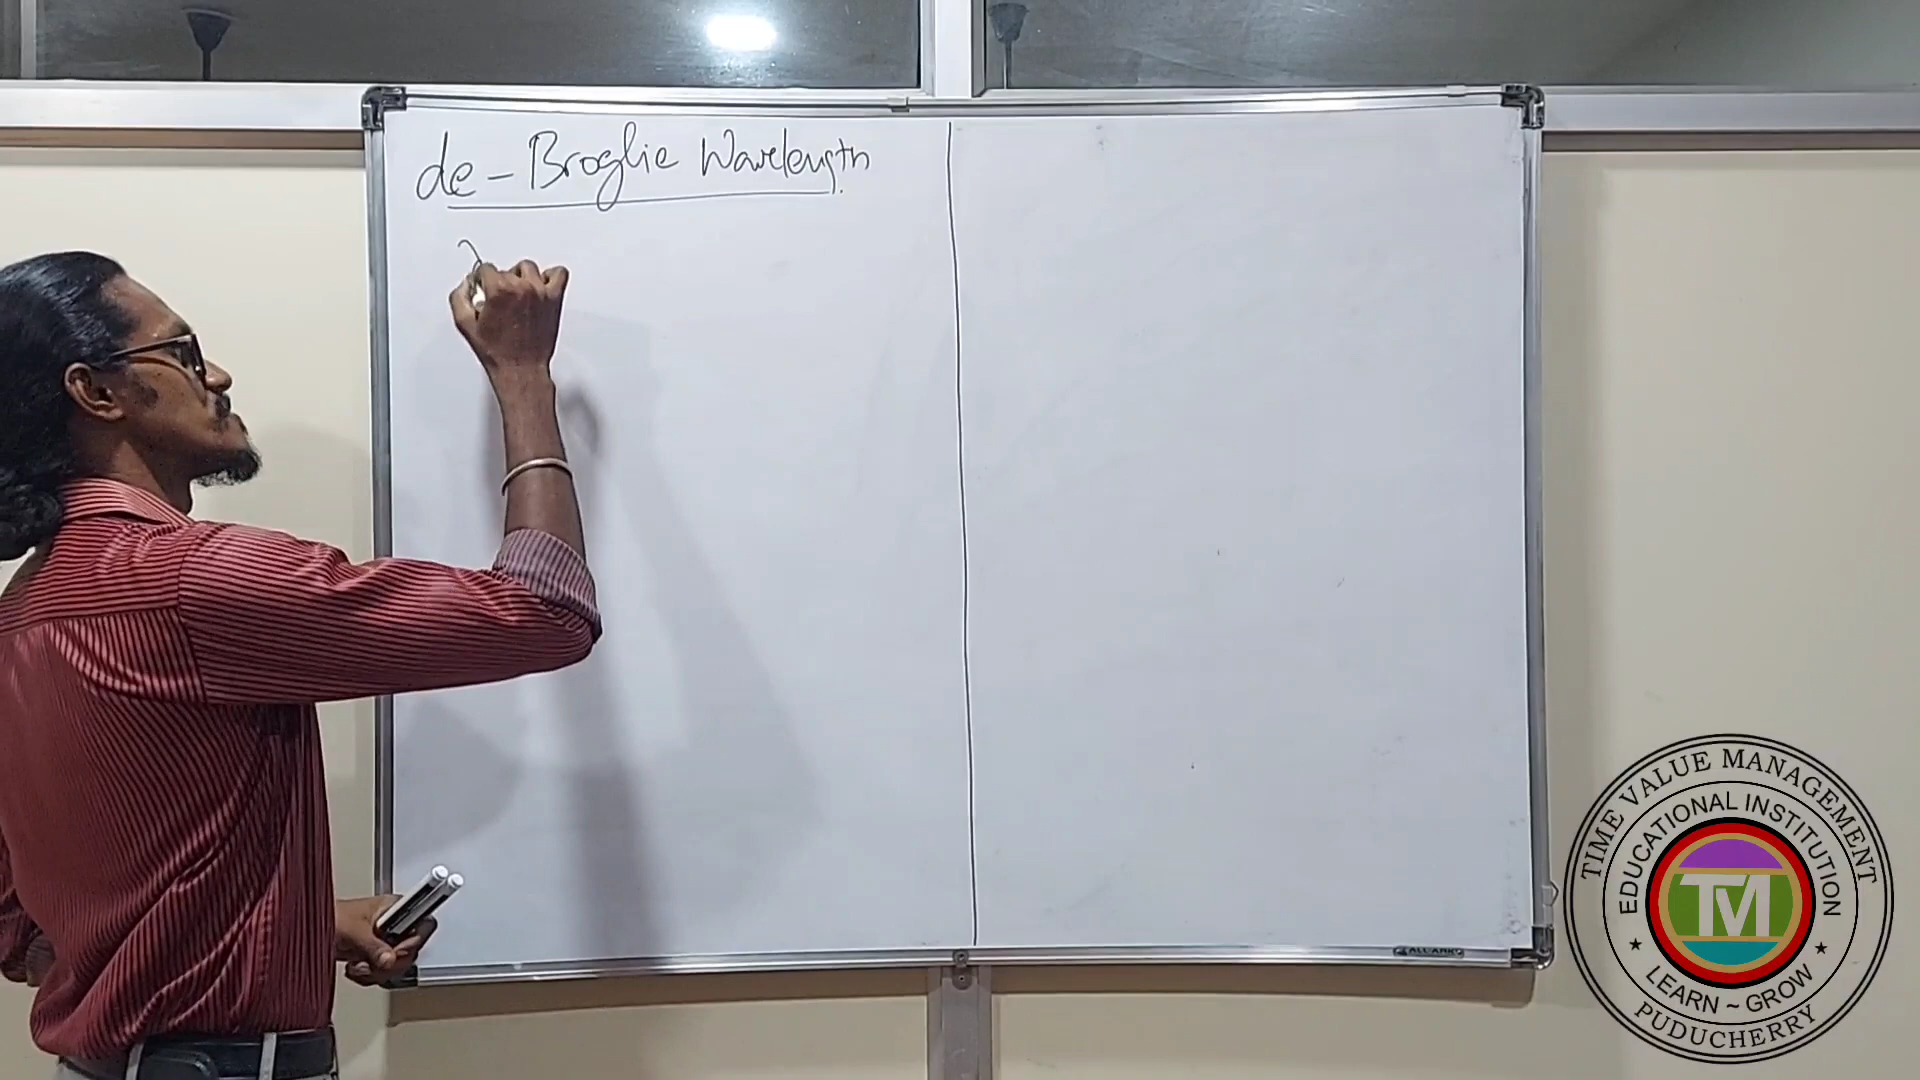 de - Broglie Wavelength
TIME VALUE MANAGEMENT
EDUCATIONAL INSTITUTION
TM
LEARN ~ GROW
PUDUCHERRY